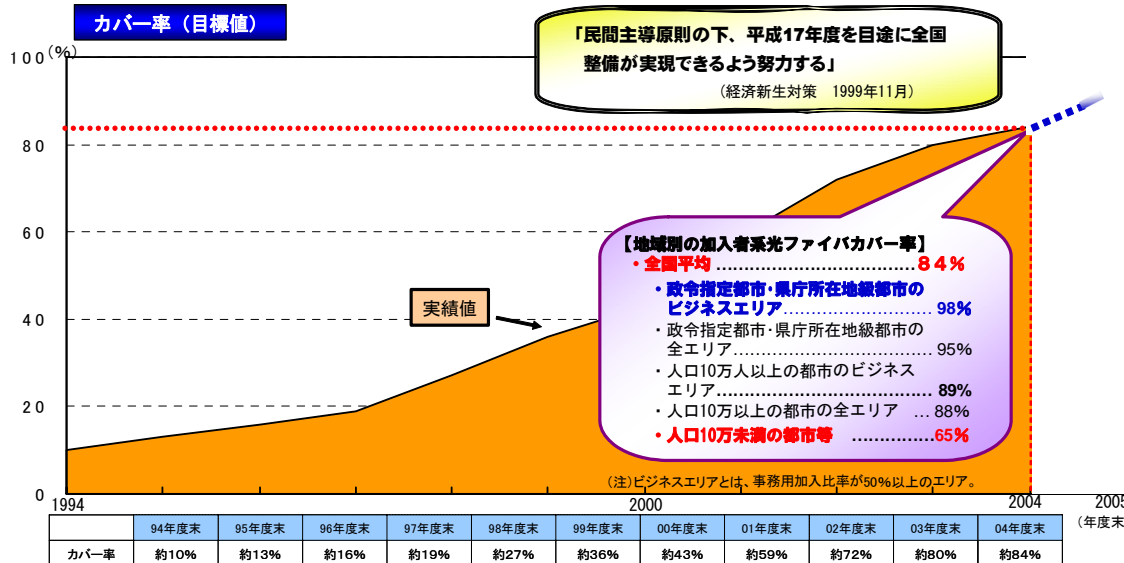 カバー率（目標値）
「民間主導原則の下、平成17年度を目途に全国
整備が実現できるよう努力する」
（経済新生対策　1999年11月）
(%)
100
80
60
40
20
0
実績値
【地域別の加入者系光ファイバカバー率】
・全国平均 ....................................８４％
・政令指定都市・県庁所在地級都市の
ビジネスエリア................................ 98%
・政令指定都市・県庁所在地級都市の
全エリア.................................... 95%
・人口10万人以上の都市のビジネス
エリア....................................... 89%
・人口10万以上の都市の全エリア ... 88%
・人口10万未満の都市等 ...............65%
(注)ビジネスエリアとは、事務用加入比率が50%以上のエリア。
1994 2000 2004 2005
（年度末
94年度末 95年度末 96年度末 97年度末 98年度末 99年度末 00年度末 01年度末 02年度末 03年度末 04年度末
カバー率 約10% 約13% 約16% 約19% 約27% 約36% 約43% 約59% 約72% 約80% 約84%